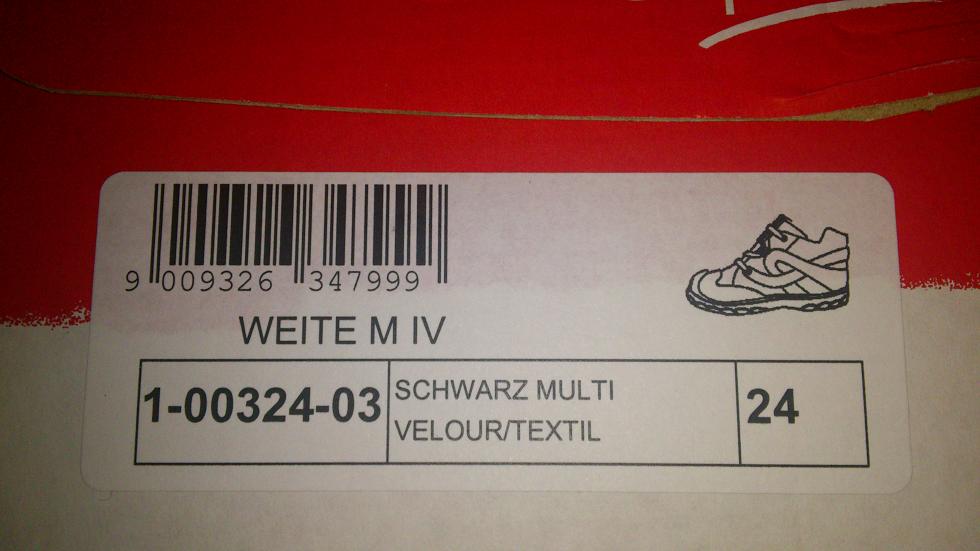 9 009326 347999
WEITE M IV
1-00324-03
SCHWARZ MULTI
VELOUR/TEXTIL
24